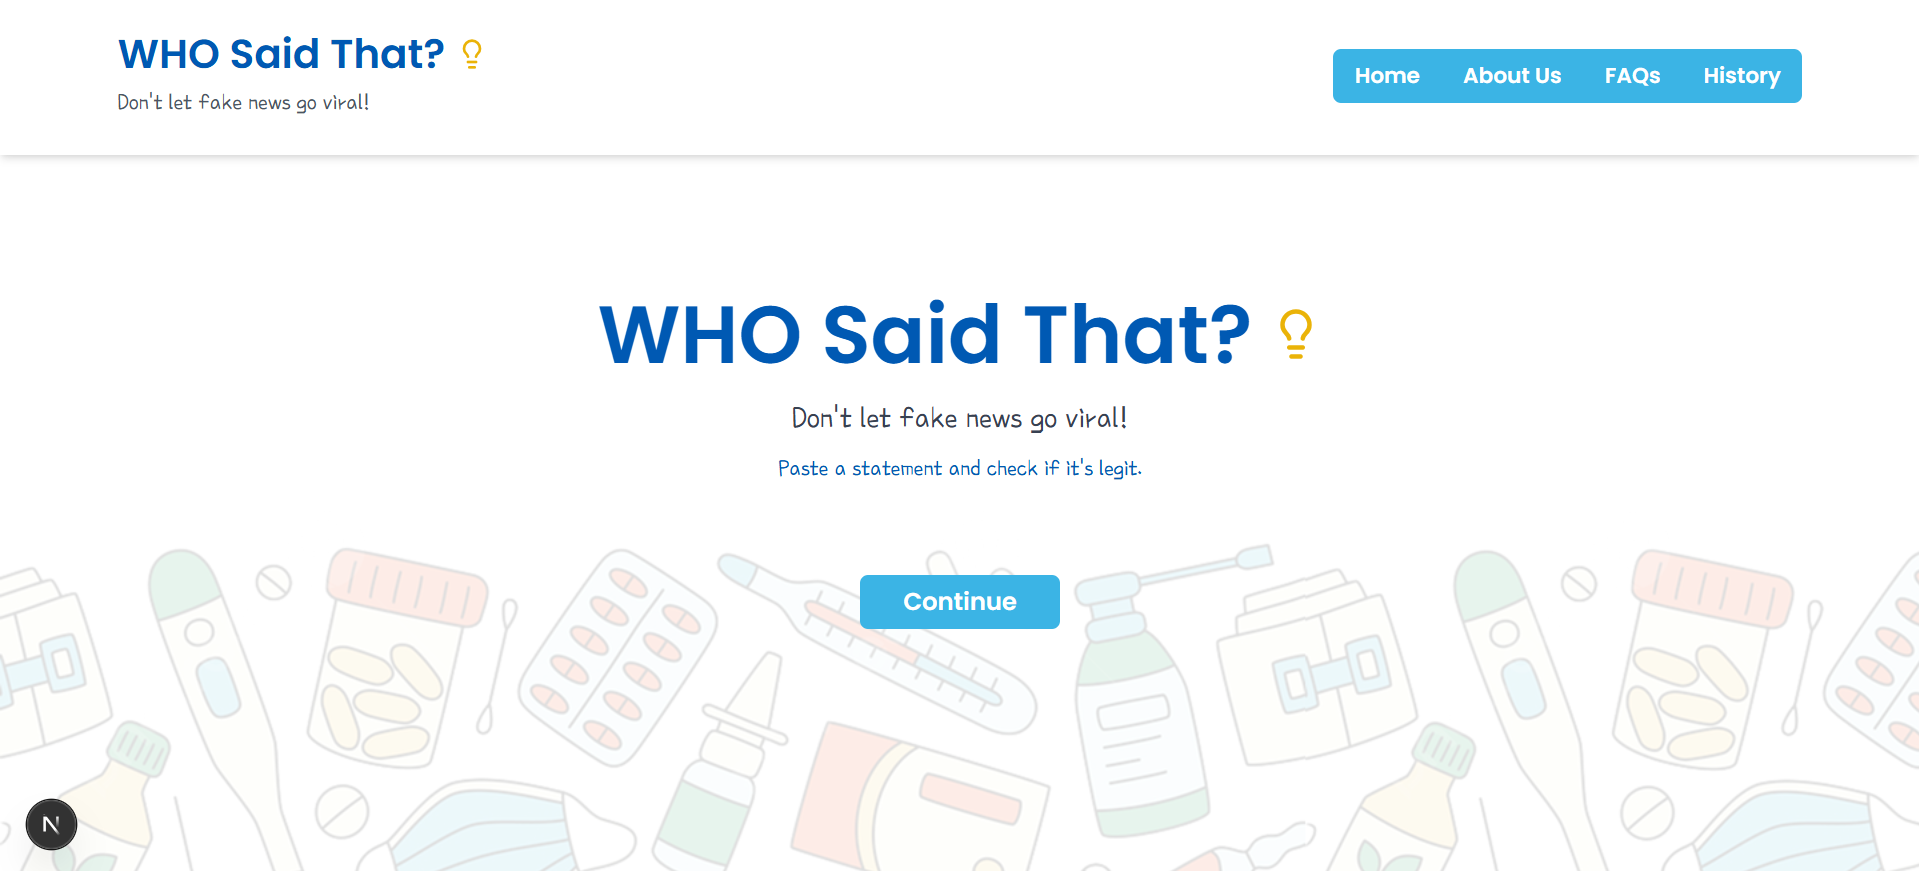 WHO Said That?
Don't let fake news go viral!
Home About Us FAQs History
WHO Said That?
Don't let fake news go viral!
Paste a statement and check if it's legit.
Continue
N